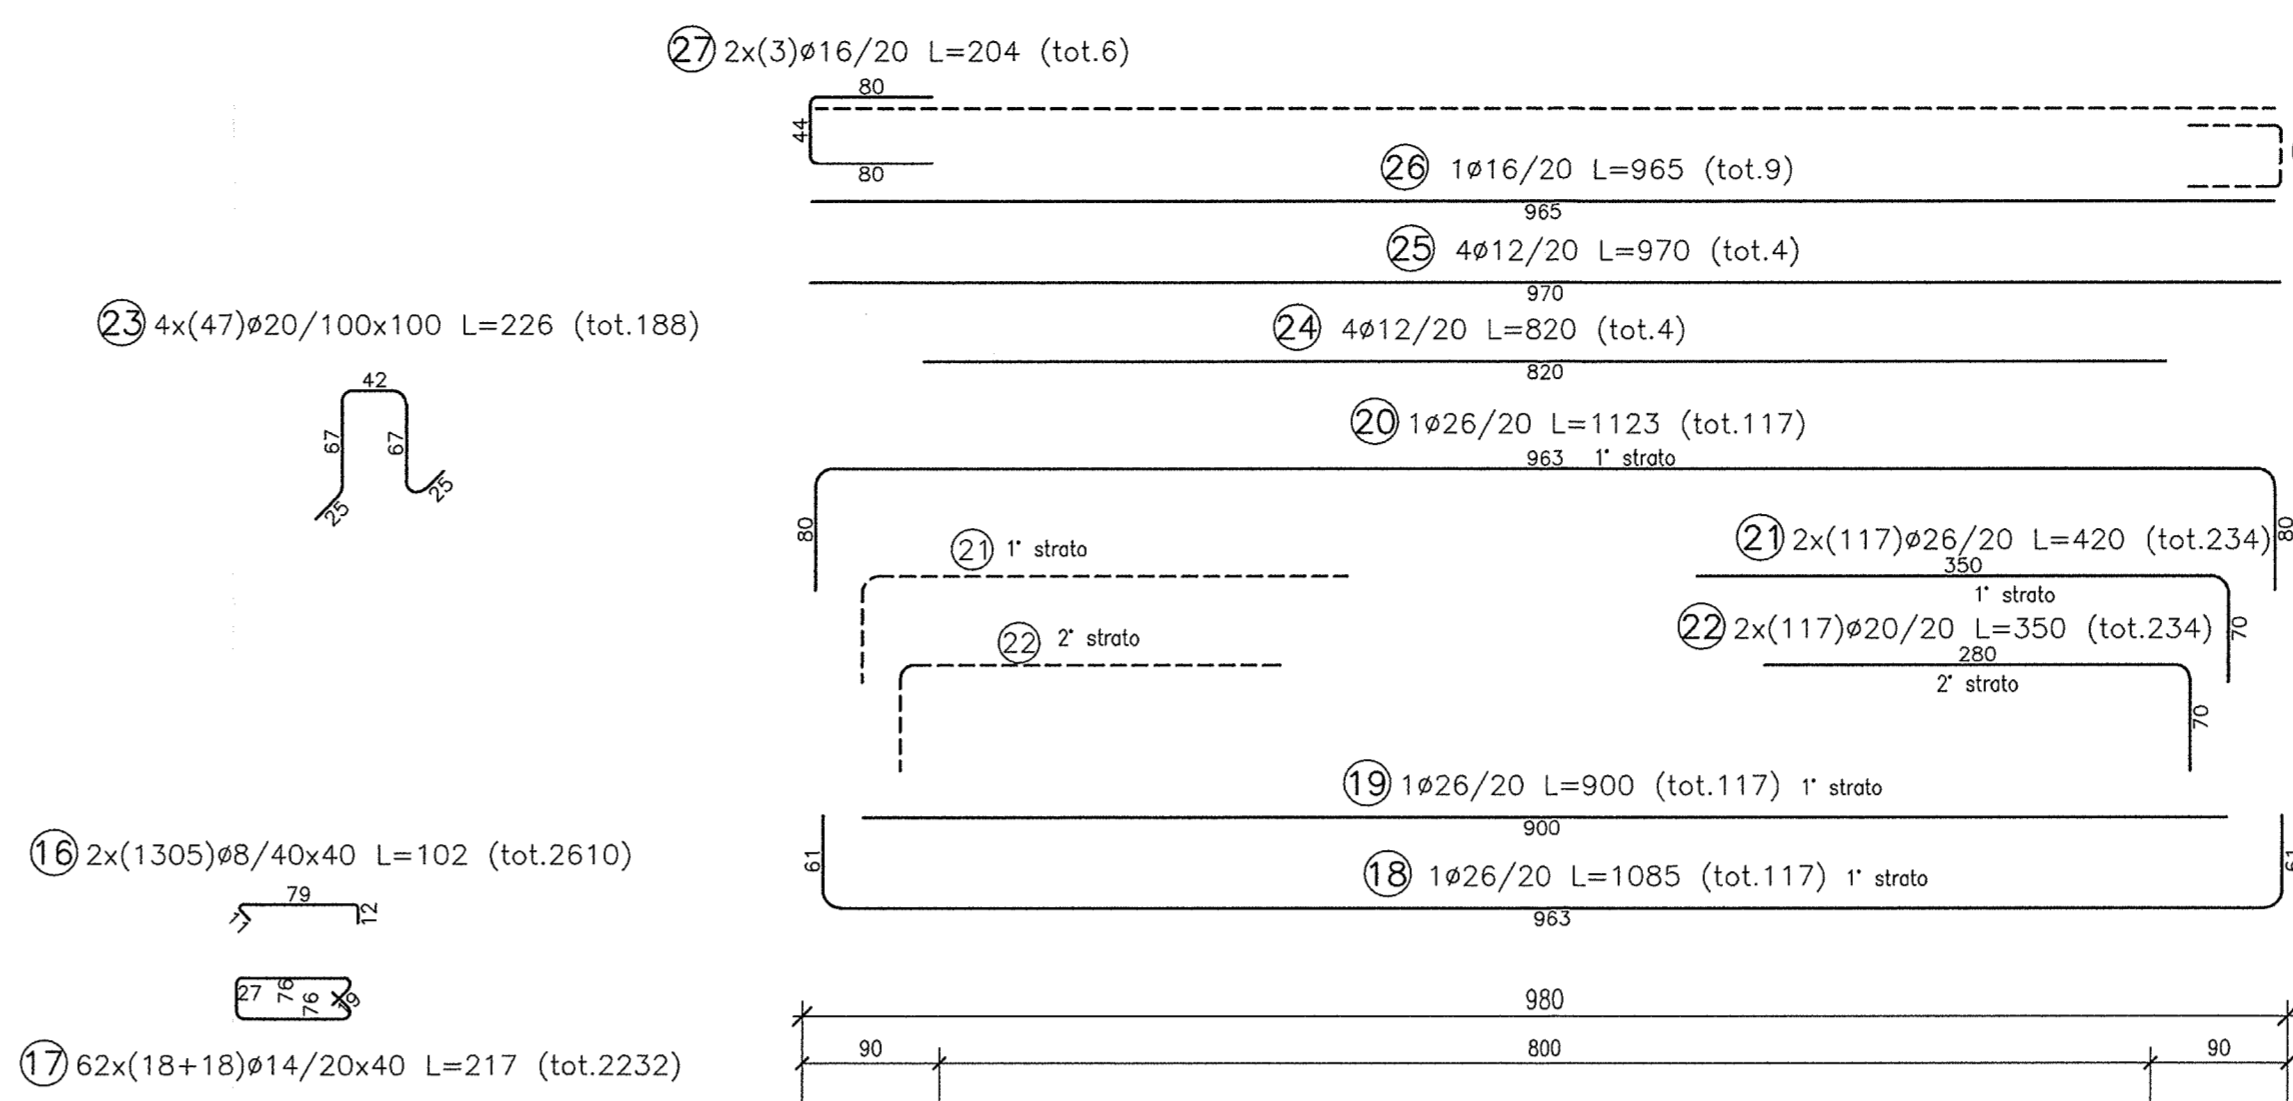 27 2x(3)ø16/20 L=204 (tot.6)
80
44
80
26 1ø16/20 L=965 (tot.9)
965
25 4ø12/20 L=970 (tot.4)
970
23 4x(47)ø20/100x100 L=226 (tot.188)
42
67
67
25
25
24 4ø12/20 L=820 (tot.4)
820
20 1ø26/20 L=1123 (tot.117)
963 1° strato
80
80
21 1° strato
21 2x(117)ø26/20 L=420 (tot.234)
350
1° strato
70
22 2° strato
22 2x(117)ø20/20 L=350 (tot.234)
280
2° strato
70
19 1ø26/20 L=900 (tot.117) 1° strato
900
16 2x(1305)ø8/40x40 L=102 (tot.2610)
79
11
12
61
61
18 1ø26/20 L=1085 (tot.117) 1° strato
963
27
76
76
19
17 62x(18+18)ø14/20x40 L=217 (tot.2232)
980
90
800
90